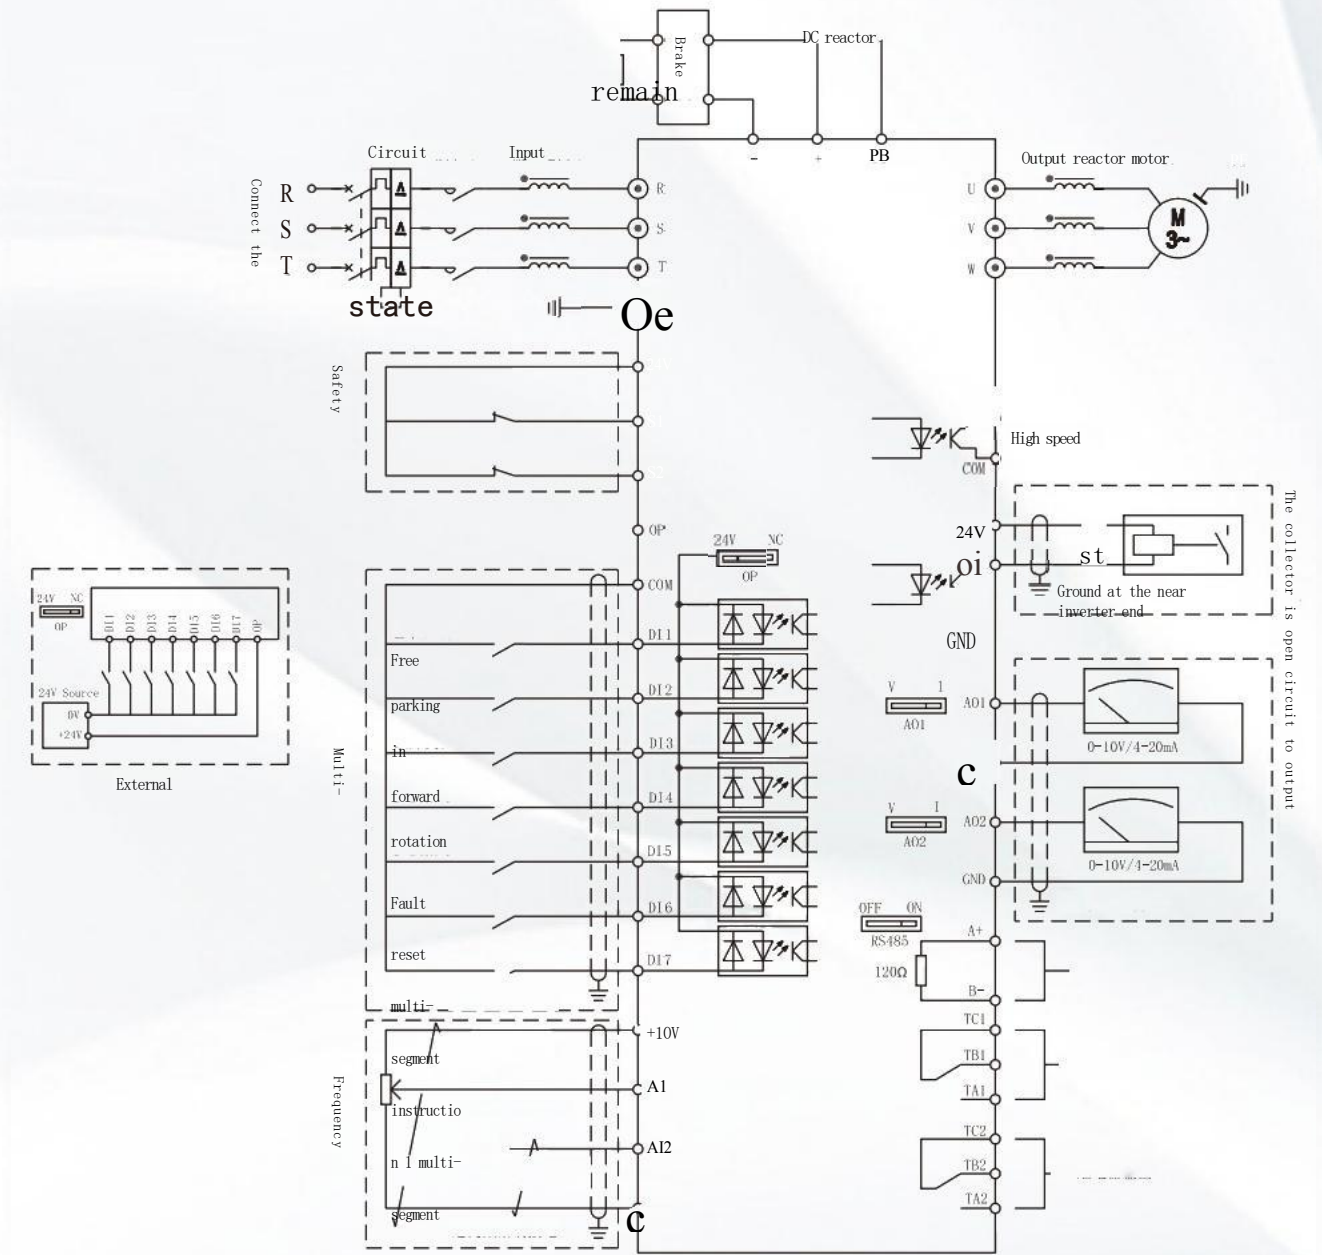 Brake
DC reactor
remain
-
+
PB
Circuit
Input
Output reactor motor
Connect the
R
S
T
R
S
T
U
V
W
M
3~
state
Oe
Safety
High speed
COM
OP
24V NC
OP
24V
oi
st
Ground at the near
inverter end
The collector is open circuit to output
GND
24V NC
OP
DI1
DI2
DI3
DI4
DI5
DI6
DI7
OP
24V Source
0V
+24V
External
Multi-
COM
Free
DI1
parking
DI2
in
DI3
forward
DI4
rotation
DI5
Fault
DI6
reset
DI7
multi-
V I
AO1
AO1
0-10V/4-20mA
c
V I
AO2
AO2
0-10V/4-20mA
GND
OFF ON
RS485
A+
120Ω
B-
Frequency
+10V
segment
A1
instructio
AI2
n 1 multi-
segment
c
TC1
TB1
TA1
TC2
TB2
TA2